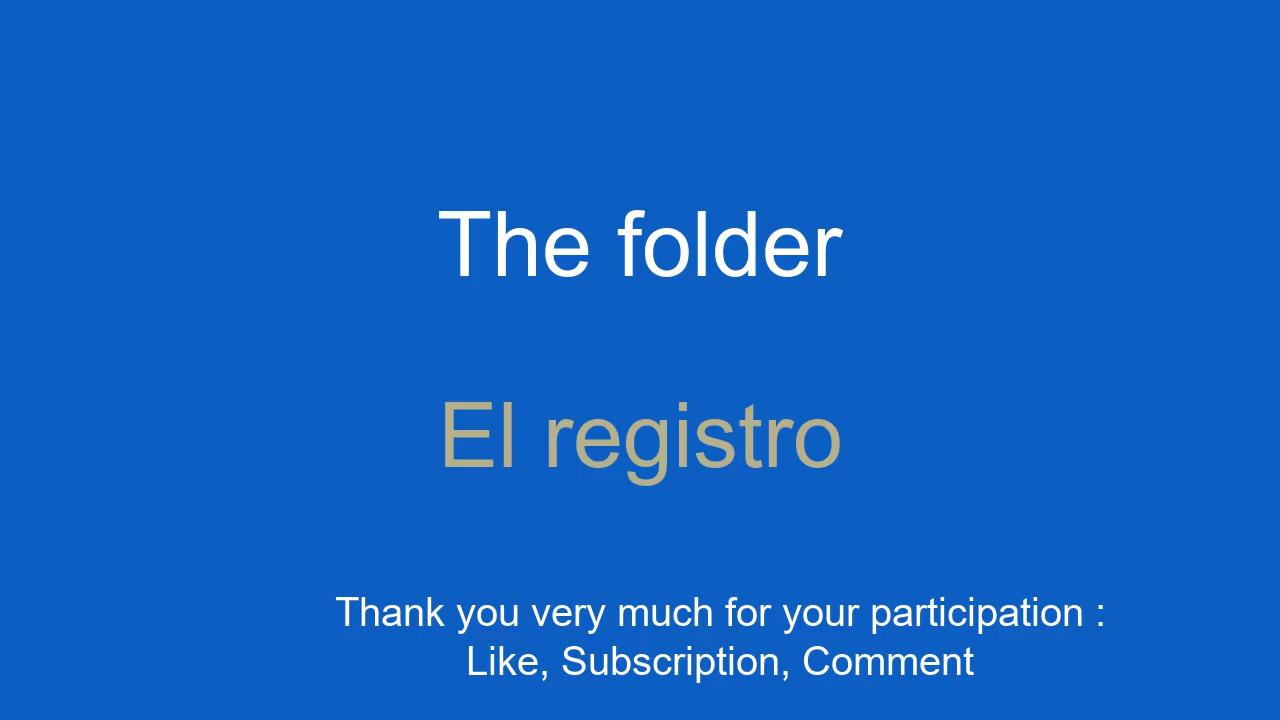 The folder
El registro
Thank you very much for your participation :
Like, Subscription, Comment